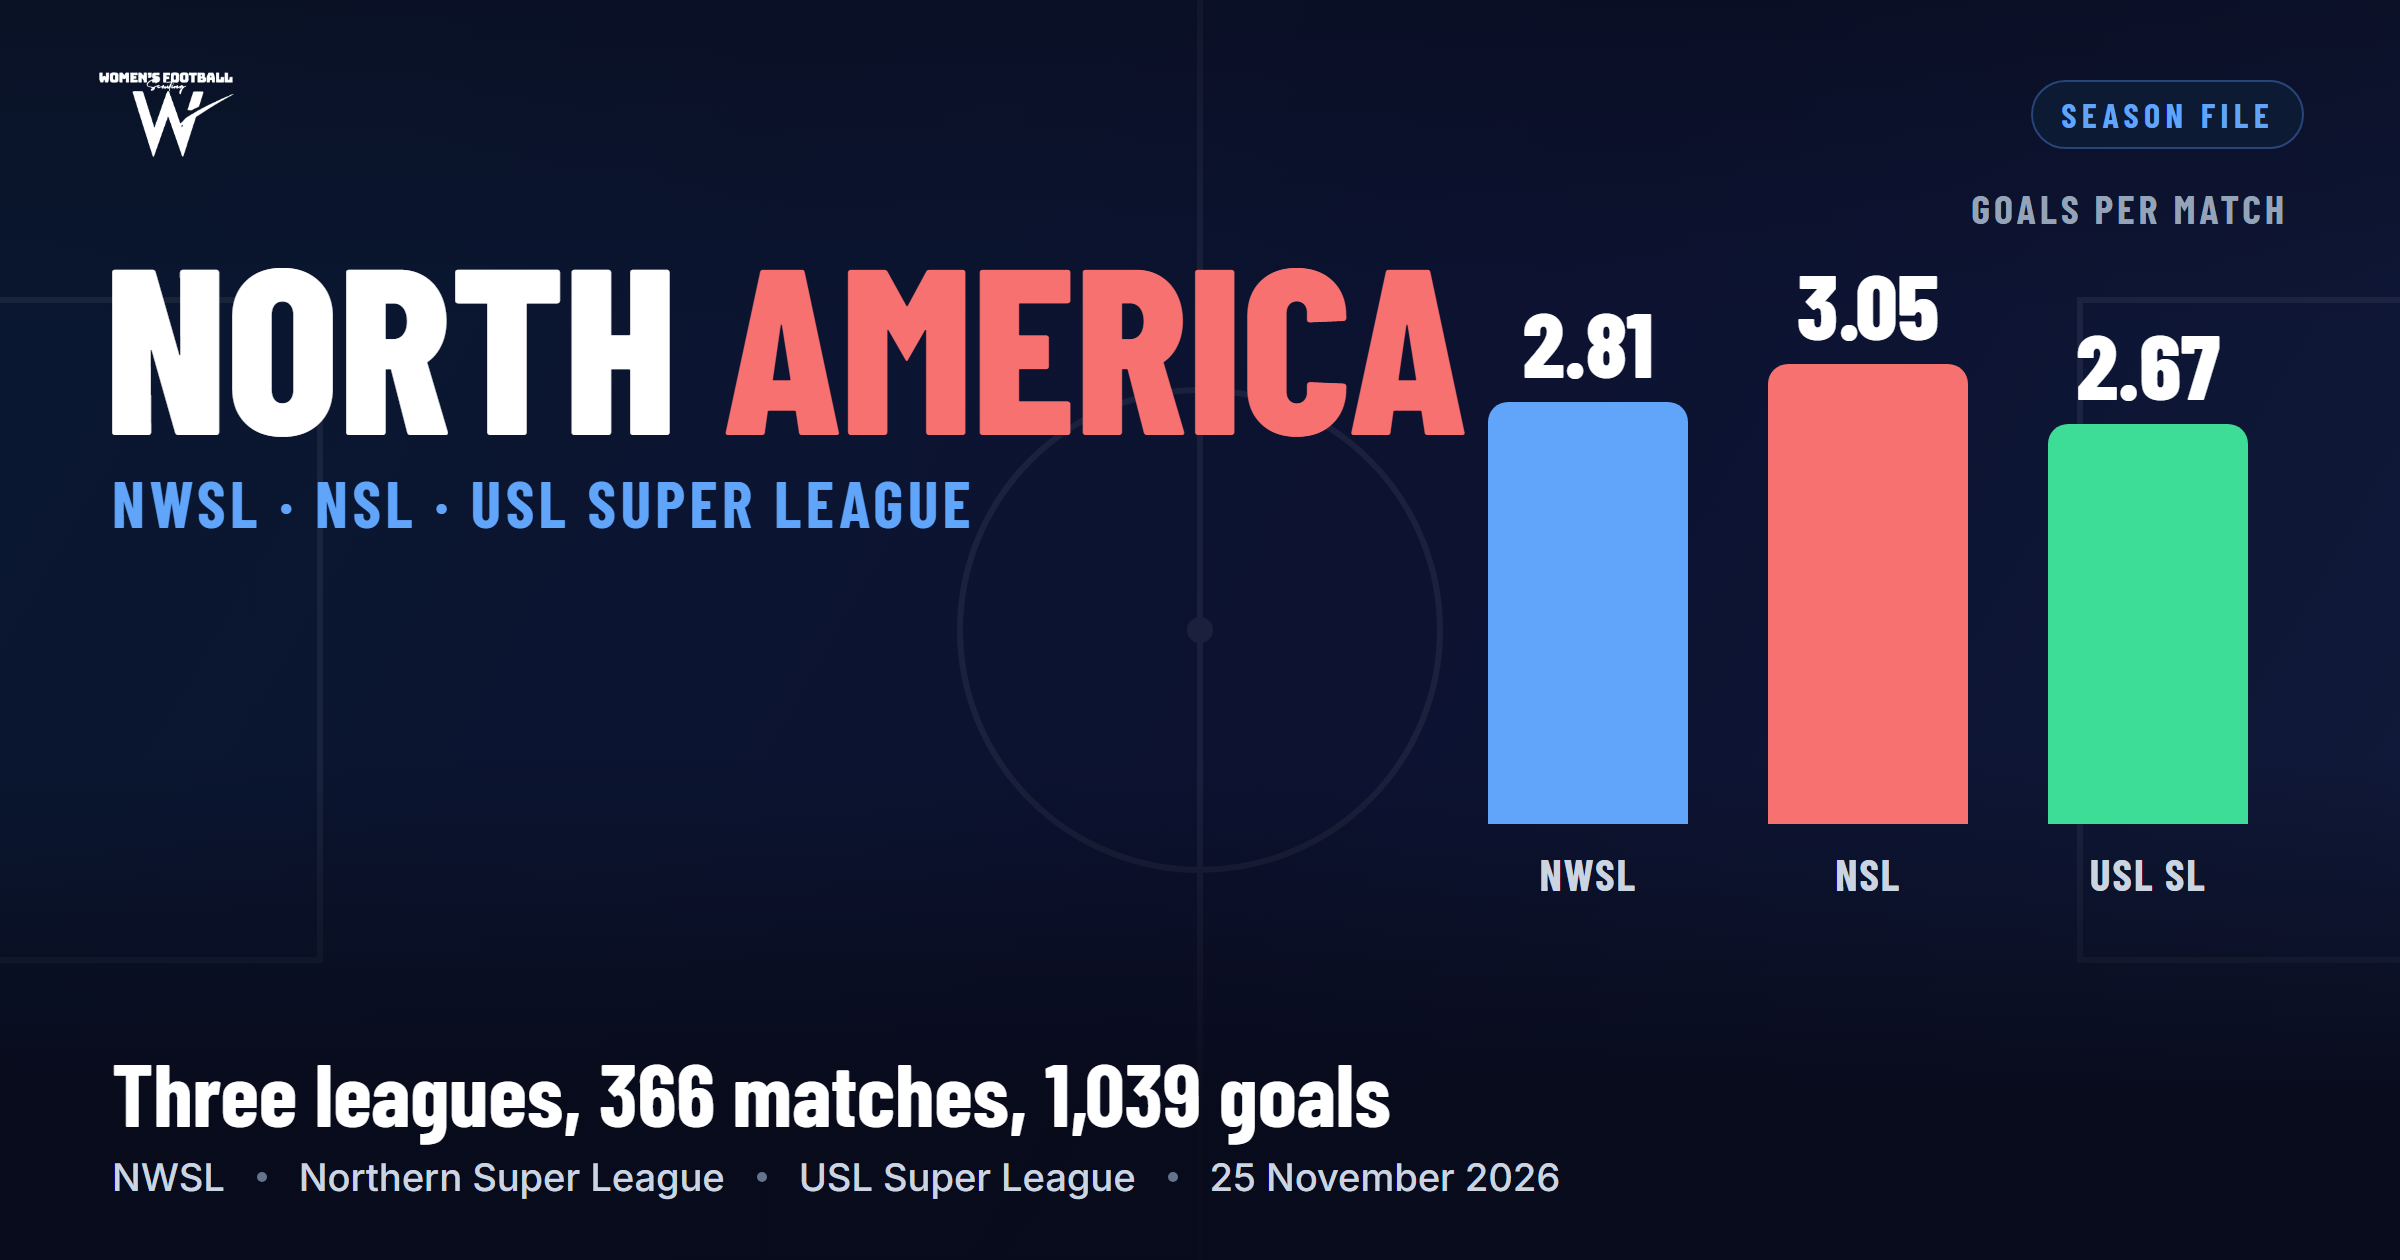 WOMEN'S FOOTBALL
W
SEASON FILE
GOALS PER MATCH
NORTH AMERICA
NWSL · NSL · USL SUPER LEAGUE
2.81
3.05
2.67
NWSL
NSL
USL SL
Three leagues, 366 matches, 1,039 goals
NWSL • Northern Super League • USL Super League • 25 November 2026